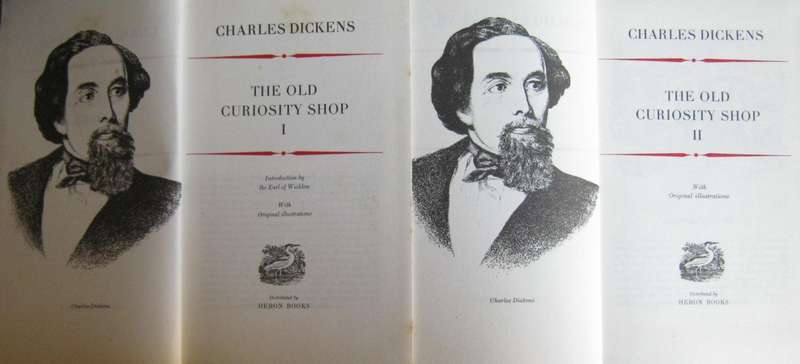 CHARLES DICKENS
THE OLD
CURIOSITY SHOP
I
Introduction by
the Earl of Wicklow
With
Original illustrations
Distributed by
HERON BOOKS
Charles Dickens
CHARLES DICKENS
THE OLD
CURIOSITY SHOP
II
With
Original illustrations
Distributed by
HERON BOOKS
Charles Dickens